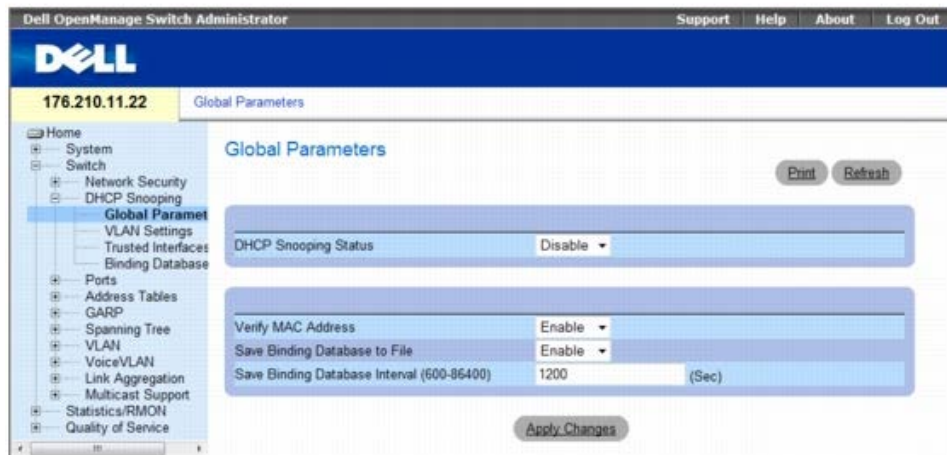 Dell OpenManage Switch Administrator Support Help About Log Out
DELL
176.210.11.22 Global Parameters
Home
System
Switch
Network Security
DHCP Snooping
Global Paramet
VLAN Settings
Trusted Interfaces
Binding Database
Ports
Address Tables
GARP
Spanning Tree
VLAN
VoiceVLAN
Link Aggregation
Multicast Support
Statistics/RMON
Quality of Service
Global Parameters
Print Refresh
DHCP Snooping Status Disable
Verify MAC Address Enable
Save Binding Database to File Enable
Save Binding Database Interval (600-86400) 1200 (Sec)
Apply Changes